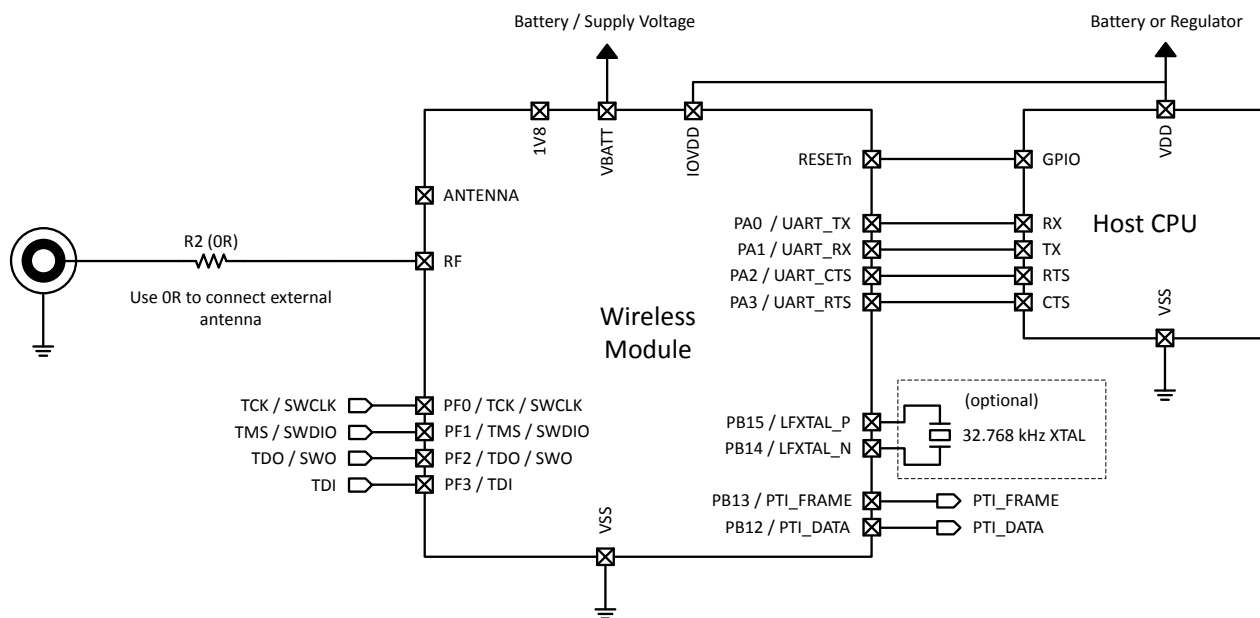 Battery / Supply Voltage
Battery or Regulator
1V8
VBATT
IOVDD
VDD
RESETn
GPIO
ANTENNA
PA0 / UART_TX
RX
Host CPU
R2 (0R)
PA1 / UART_RX
TX
RF
PA2 / UART_CTS
RTS
Use 0R to connect external
antenna
PA3 / UART_RTS
CTS
VSS
Wireless
Module
(optional)
TCK / SWCLK
PF0 / TCK / SWCLK
PB15 / LFXTAL_P
TMS / SWDIO
PF1 / TMS / SWDIO
32.768 kHz XTAL
PB14 / LFXTAL_N
TDO / SWO
PF2 / TDO / SWO
TDI
PF3 / TDI
PB13 / PTI_FRAME
PTI_FRAME
VSS
PB12 / PTI_DATA
PTI_DATA